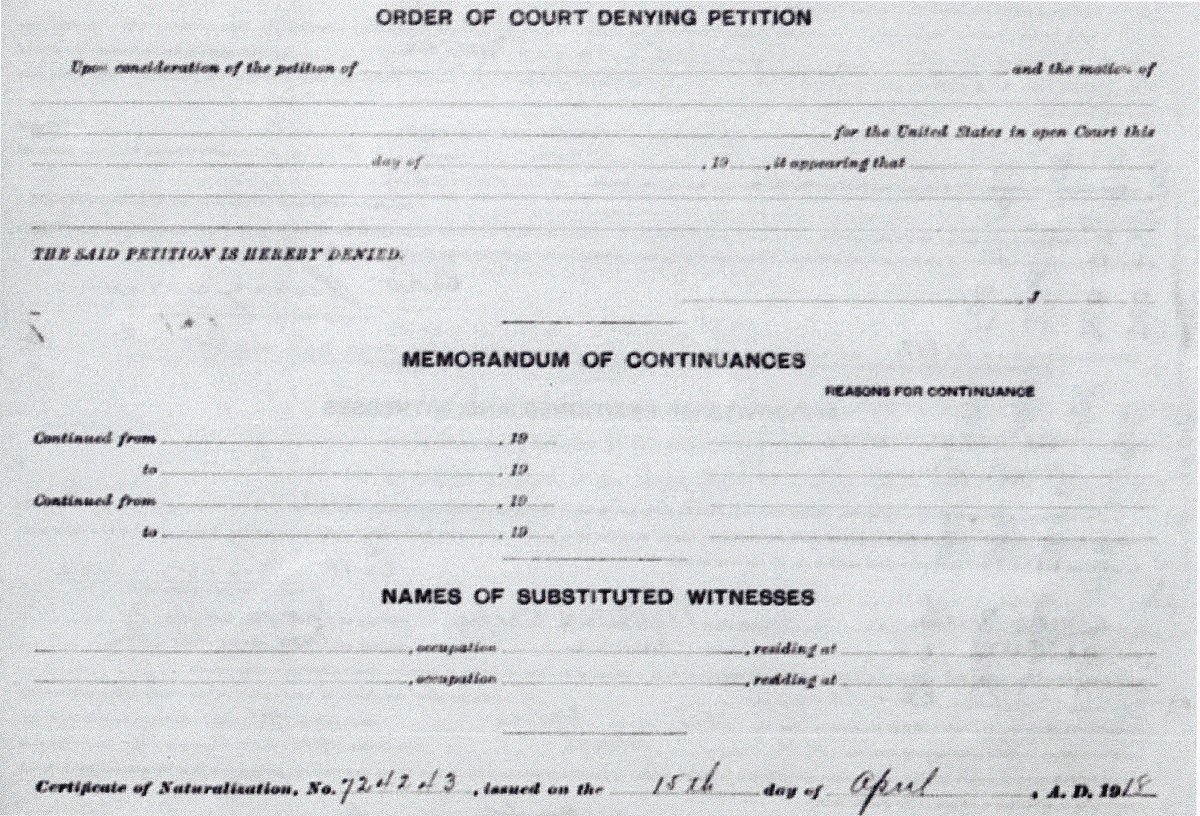 ORDER OF COURT DENYING PETITION
Upon consideration of the petition of and the motion of
for the United States in open Court this
day of , 19 , it appearing that
THE SAID PETITION IS HEREBY DENIED.
, J
MEMORANDUM OF CONTINUANCES
REASONS FOR CONTINUANCE
Continued from , 19
to , 19
Continued from , 19
to , 19
NAMES OF SUBSTITUTED WITNESSES
, occupation , residing at
, occupation , residing at
Certificate of Naturalization, No. , issued on the 15th day of April , A. D. 1918